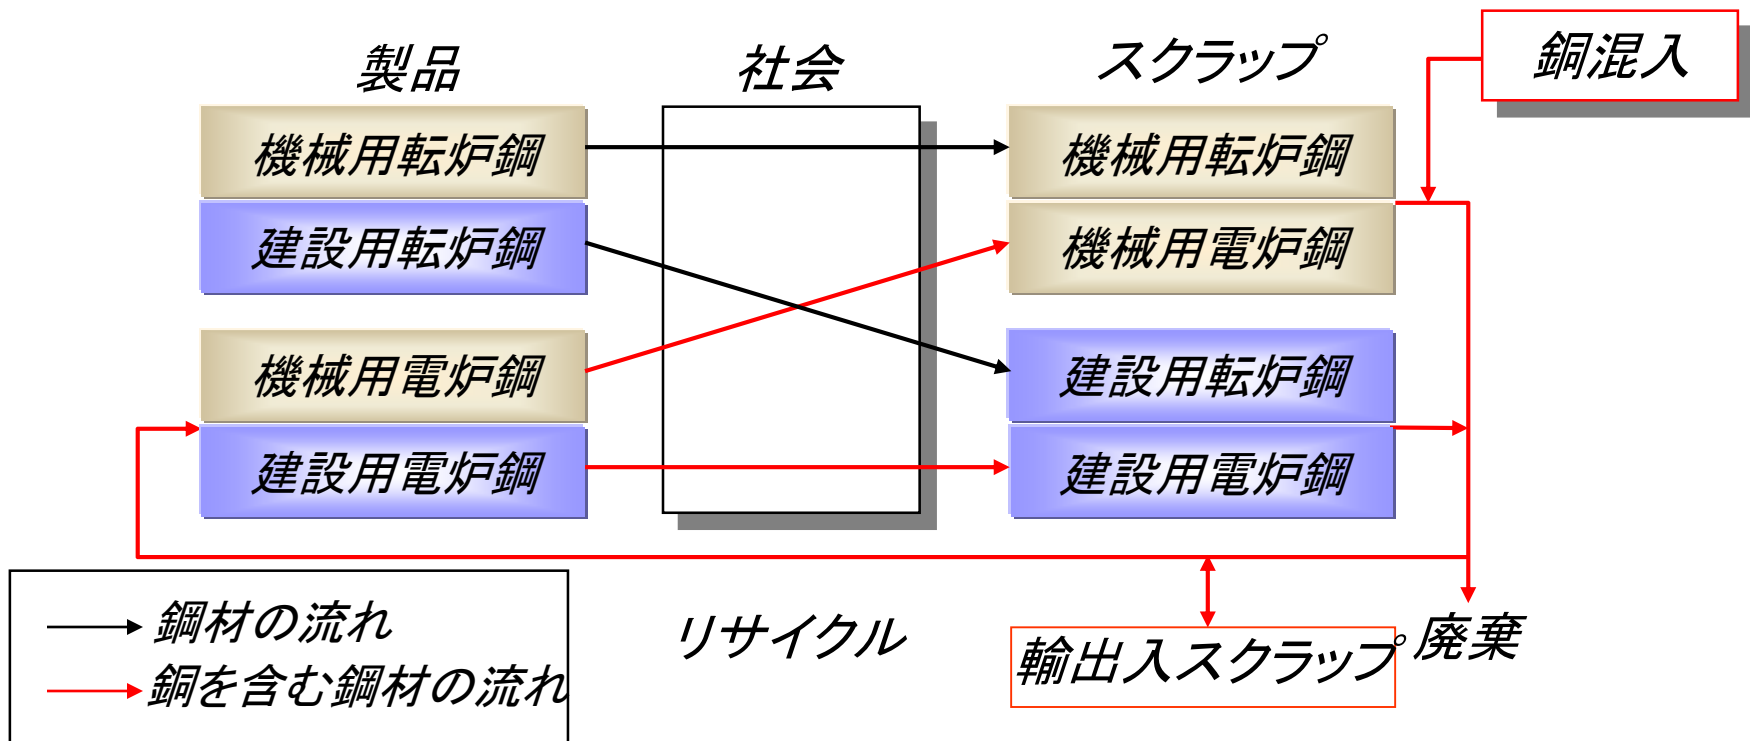 製品
社会
スクラップ
銅混入
機械用転炉鋼
機械用転炉鋼
建設用転炉鋼
機械用電炉鋼
機械用電炉鋼
建設用転炉鋼
建設用電炉鋼
建設用電炉鋼
鋼材の流れ
銅を含む鋼材の流れ
リサイクル
輸出入スクラップ
廃棄